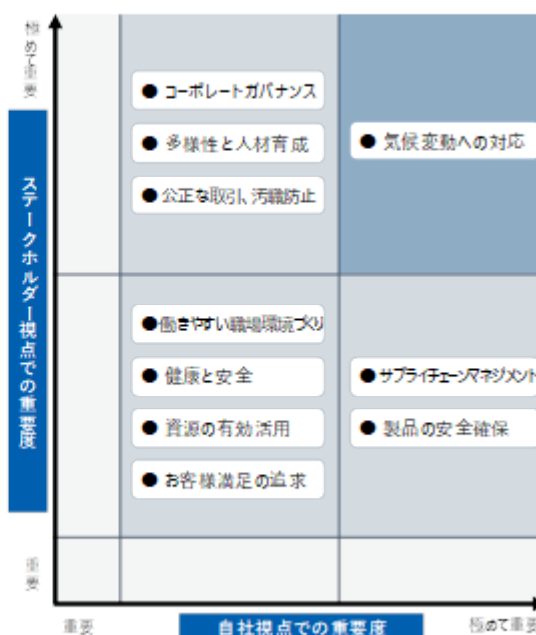 極めて重要
ステークホルダー視点での重要度
重要
● コーポレートガバナンス
● 多様性と人材育成
● 公正な取引、汚職防止
● 気候変動への対応
● 働きやすい職場環境づくり
● 健康と安全
● 資源の有効活用
● お客様満足の追求
● サプライチェーンマネジメント
● 製品の安全確保
重要
自社視点での重要度
極めて重要